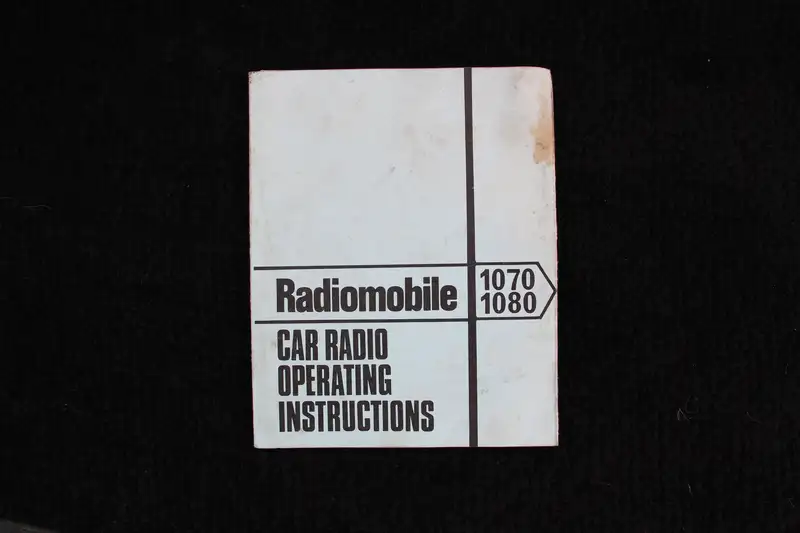 Radiomobile
1070
1080
CAR RADIO
OPERATING
INSTRUCTIONS